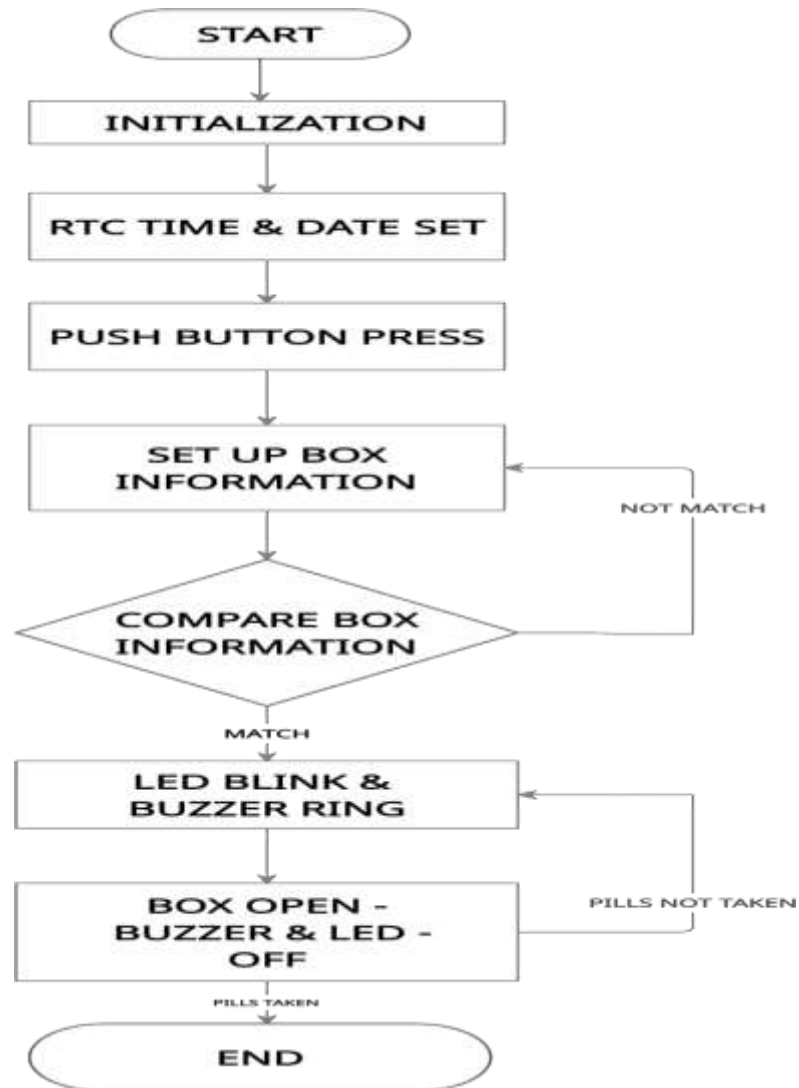 START
INITIALIZATION
RTC TIME & DATE SET
PUSH BUTTON PRESS
SET UP BOX
INFORMATION
NOT MATCH
COMPARE BOX
INFORMATION
MATCH
LED BLINK &
BUZZER RING
BOX OPEN -
BUZZER & LED -
OFF
PILLS NOT TAKEN
PILLS TAKEN
END